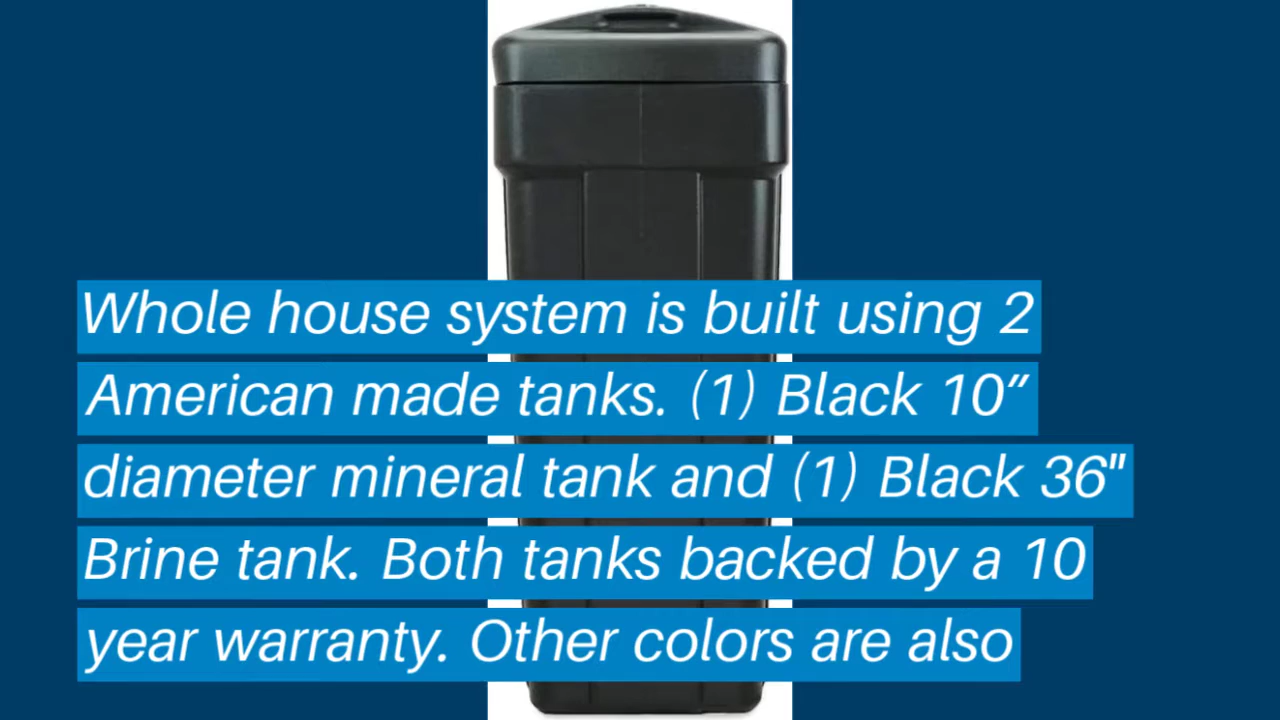 Whole house system is built using 2
American made tanks. (1) Black 10”
diameter mineral tank and (1) Black 36"
Brine tank. Both tanks backed by a 10
year warranty. Other colors are also